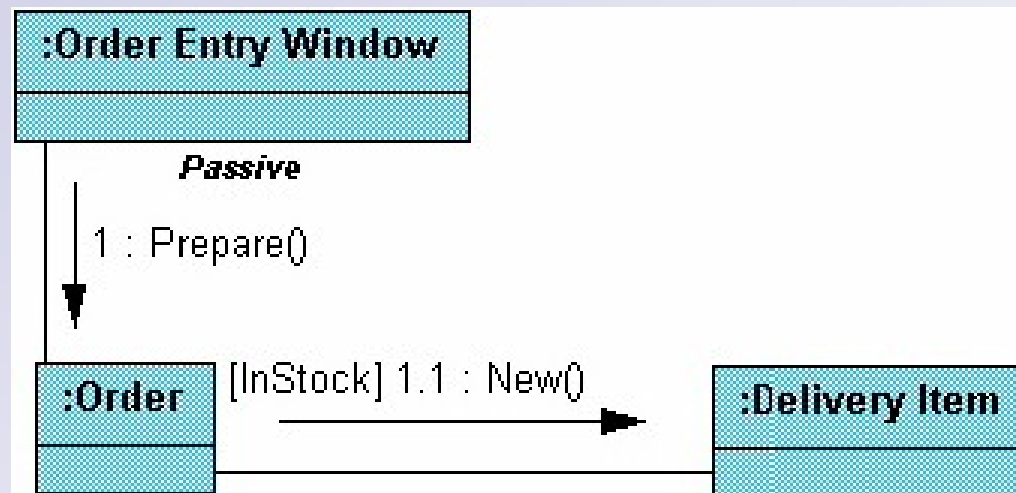 :Order Entry Window
Passive
1 : Prepare()
[InStock] 1.1 : New()
:Order
:Delivery Item